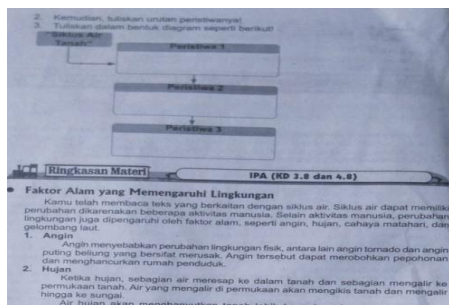 2. Kemudian, tuliskan urutan peristiwanya!
3. Tuliskan dalam bentuk diagram seperti berikut!
"Siklus Air
Tanah"
Peristiwa 1
Peristiwa 2
Peristiwa 3
Ringkasan Materi
IPA (KD 3.8 dan 4.8)
• Faktor Alam yang Memengaruhi Lingkungan
Kamu telah membaca teks yang berkaitan dengan siklus air. Siklus air dapat memiliki
perubahan dikarenakan beberapa aktivitas manusia. Selain aktivitas manusia, perubahan
lingkungan juga dipengaruhi oleh faktor alam, seperti angin, hujan, cahaya matahari, dan
gelombang laut.
1. Angin
Angin menyebabkan perubahan lingkungan fisik, antara lain angin tornado dan angin
puting beliung yang bersifat merusak. Angin tersebut dapat merobohkan pepohonan
dan menghancurkan rumah penduduk.
2. Hujan
Ketika hujan, sebagian air meresap ke dalam tanah dan sebagian mengalir ke
permukaan tanah. Air yang mengalir di permukaan akan mengikis tanah dan mengalir
hingga ke sungai.
Air hujan akan menghanyutkan tanah